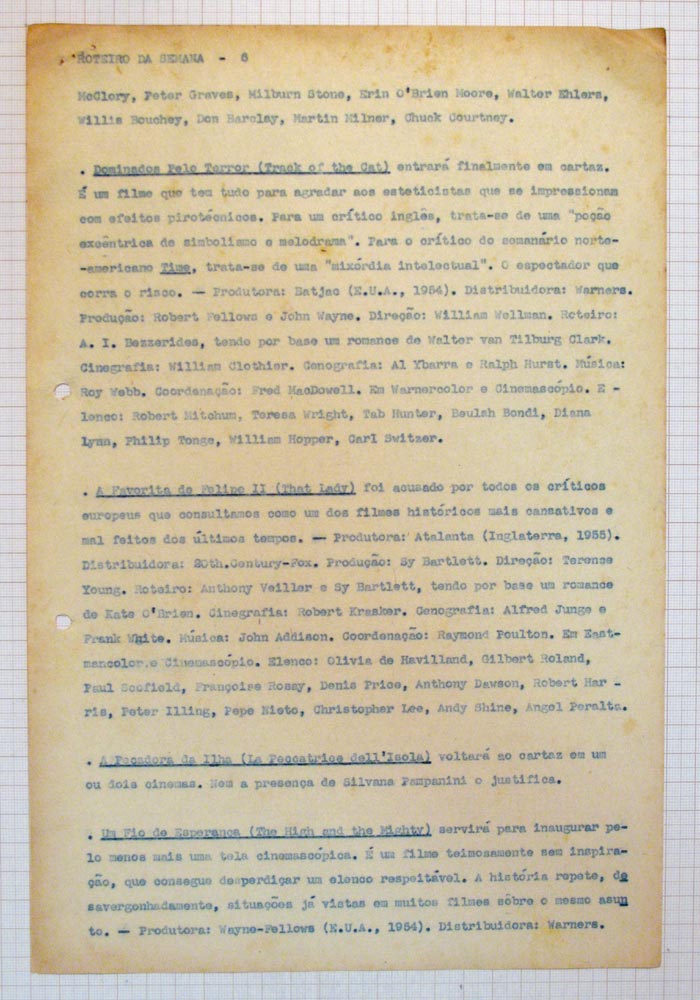 ROTEIRO DA SEMANA - 6
McClory, Peter Graves, Milburn Stone, Erin O'Brien Moore, Walter Ehlers,
Willis Bouchey, Don Barclay, Martin Milner, Chuck Courtney.
. Dominados Pelo Terror (Track of the Cat) entrará finalmente em cartaz.
É um filme que tem tudo para agradar aos esteticistas que se impressionam
com efeitos pirotécnicos. Para um crítico inglês, trata-se de uma "poção
excêntrica de simbolismo e melodrama". Para o crítico do semanário norte-
-americano Time, trata-se de uma "mixórdia intelectual". O espectador que
corra o risco. — Produtora: Batjac (E.U.A., 1954). Distribuidora: Warners.
Produção: Robert Fellows e John Wayne. Direção: William Wellman. Roteiro:
A. I. Bezzerides, tendo por base um romance de Walter van Tilburg Clark.
Cinegrafia: William Clothier. Cenografia: Al Ybarra e Ralph Hurst. Música:
Roy Webb. Coordenação: Fred MacDowell. Em Warnercolor e Cinemascópio. E -
lenco: Robert Mitchum, Teresa Wright, Tab Hunter, Beulah Bondi, Diana
Lynn, Philip Tonge, William Hopper, Carl Switzer.
. A Favorita de Felipe II (That Lady) foi acusado por todos os críticos
europeus que consultamos como um dos filmes históricos mais cansativos e
mal feitos dos últimos tempos. — Produtora: Atalanta (Inglaterra, 1955).
Distribuidora: 20th.Century-Fox. Produção: Sy Bartlett. Direção: Terence
Young. Roteiro: Anthony Veiller e Sy Bartlett, tendo por base um romance
de Kate O'Brien. Cinegrafia: Robert Krasker. Cenografia: Alfred Junge e
Frank White. Música: John Addison. Coordenação: Raymond Poulton. Em East-
mancolor e Cinemascópio. Elenco: Olivia de Havilland, Gilbert Roland,
Paul Scofield, Françoise Rosay, Denis Price, Anthony Dawson, Robert Har -
ris, Peter Illing, Pepe Nieto, Christopher Lee, Andy Shine, Angel Peralta.
. A Pecadora da Ilha (La Peccatrice dell'Isola) voltará ao cartaz em um
ou dois cinemas. Nem a presença de Silvana Pampanini o justifica.
. Um Fio de Esperança (The High and the Mighty) servirá para inaugurar pe-
lo menos mais uma tela cinemascópica. É um filme teimosamente sem inspira-
ção, que consegue desperdiçar um elenco respeitável. A história repete, de
savergonhadamente, situações já vistas em muitos filmes sôbre o mesmo asun
to. — Produtora: Wayne-Fellows (E.U.A., 1954). Distribuidora: Warners.